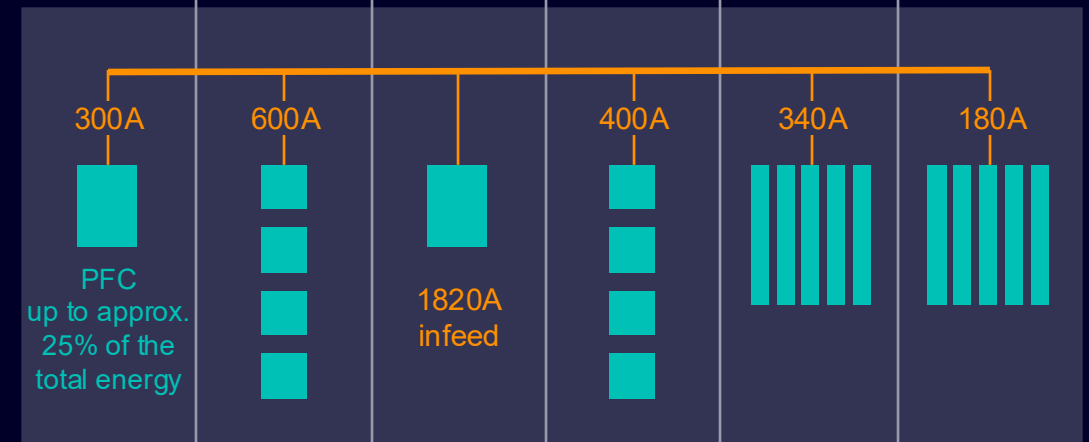 300A
600A
400A
340A
180A
PFC
up to approx.
25% of the
total energy
1820A
infeed